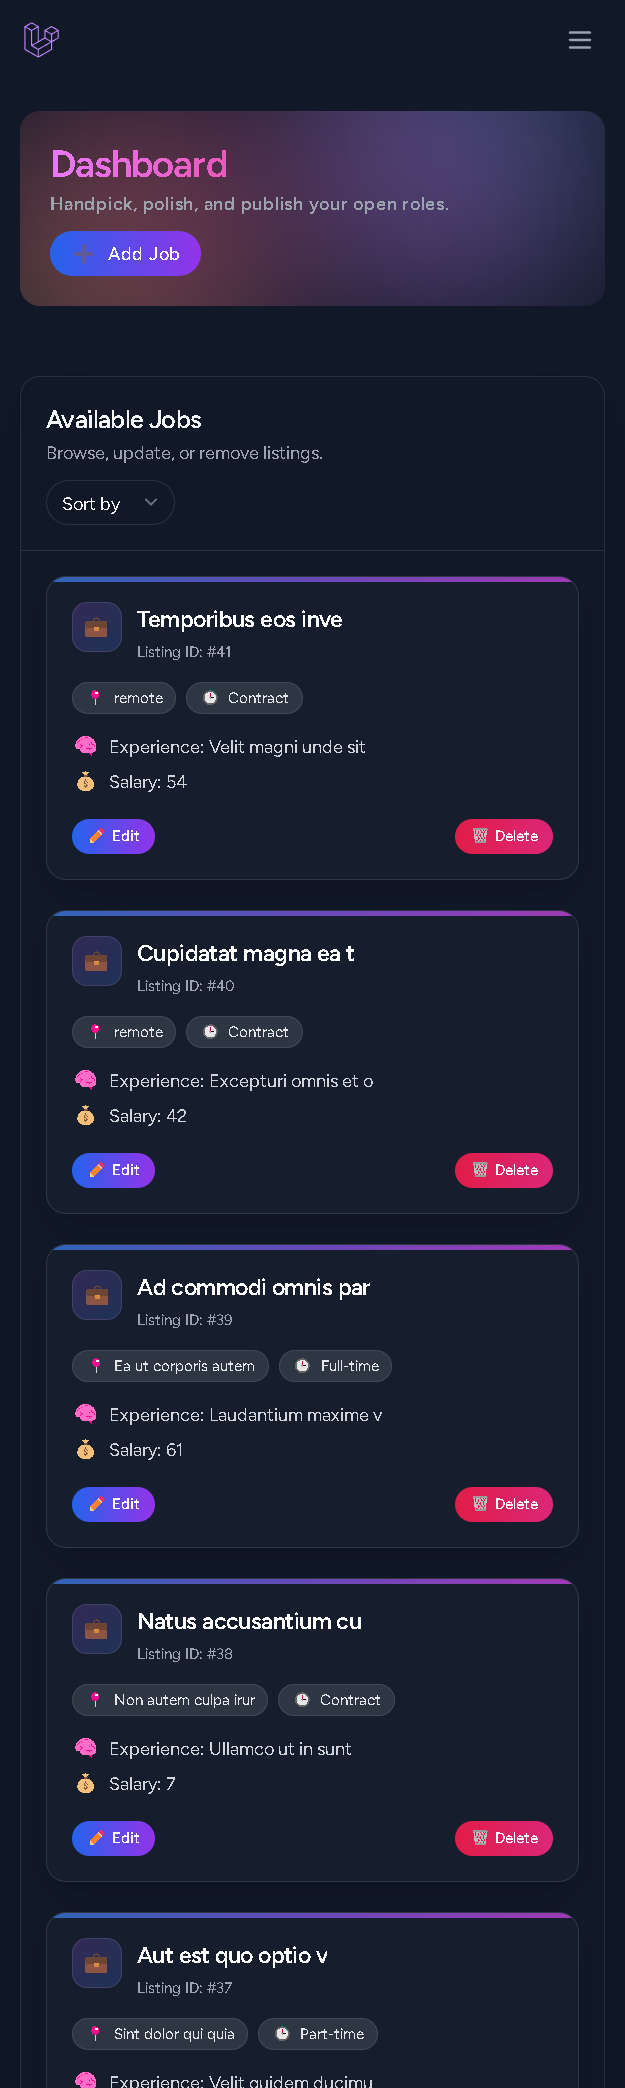 Dashboard
Handpick, polish, and publish your open roles.
➕ Add Job
Available Jobs
Browse, update, or remove listings.
Sort by
Temporibus eos inve
Listing ID: #41
📍 remote 🕒 Contract
🧠 Experience: Velit magni unde sit
💰 Salary: 54
✏️ Edit 🗑️ Delete
Cupidatat magna ea t
Listing ID: #40
📍 remote 🕒 Contract
🧠 Experience: Excepturi omnis et o
💰 Salary: 42
✏️ Edit 🗑️ Delete
Ad commodi omnis par
Listing ID: #39
📍 Ea ut corporis autem 🕒 Full-time
🧠 Experience: Laudantium maxime v
💰 Salary: 61
✏️ Edit 🗑️ Delete
Natus accusantium cu
Listing ID: #38
📍 Non autem culpa irur 🕒 Contract
🧠 Experience: Ullamco ut in sunt
💰 Salary: 7
✏️ Edit 🗑️ Delete
Aut est quo optio v
Listing ID: #37
📍 Sint dolor qui quia 🕒 Part-time
🧠 Experience: Velit quidem ducimu